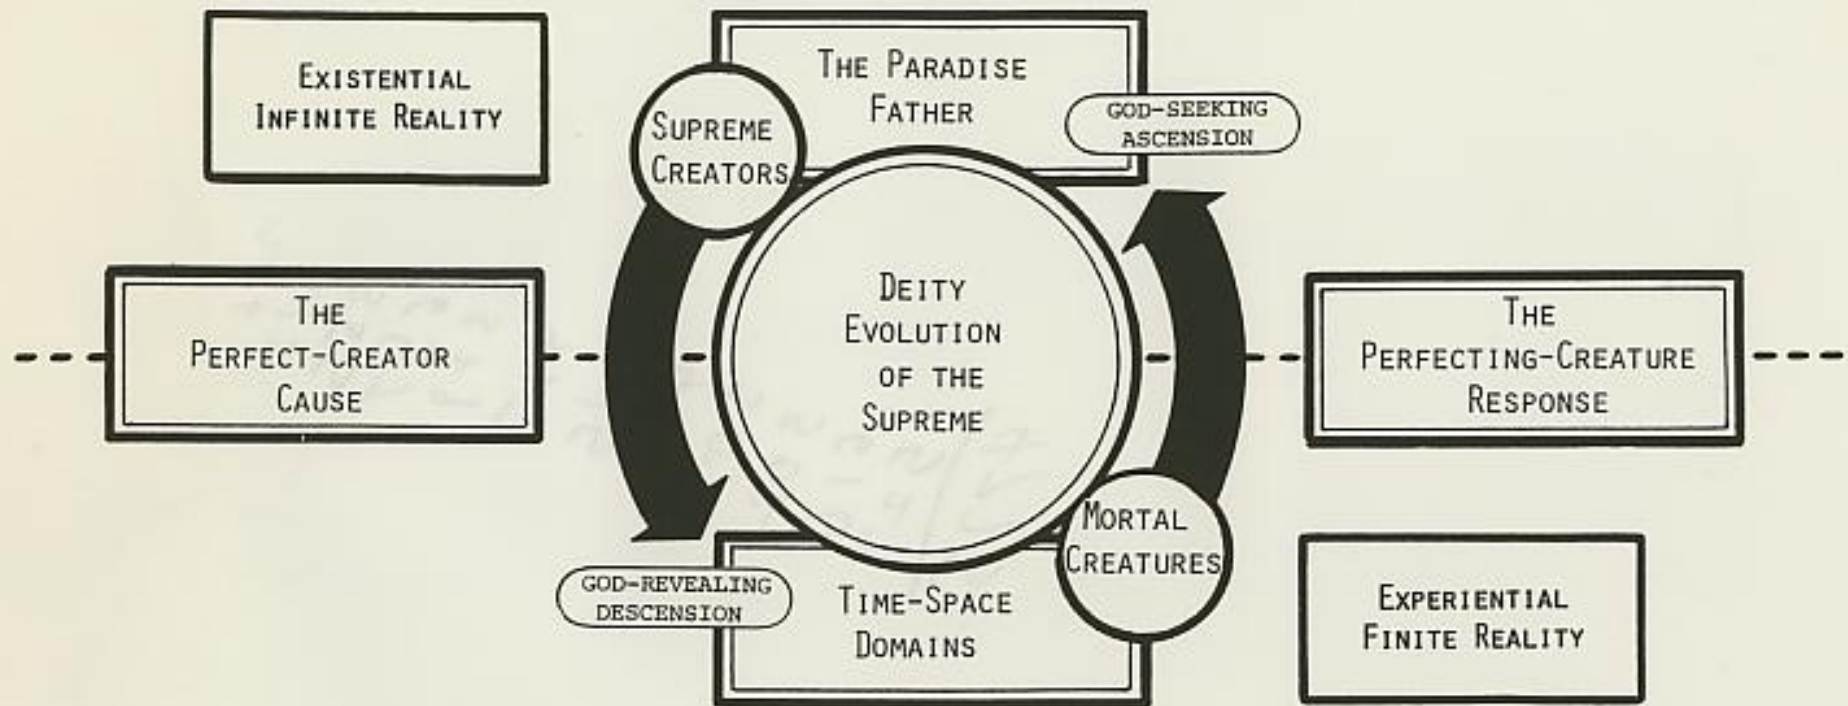 Existential
Infinite Reality
The Paradise
Father
Supreme
Creators
GOD-SEEKING
ASCENSION
The
Perfect-Creator
Cause
Deity
Evolution
of the
Supreme
The
Perfecting-Creature
Response
Mortal
Creatures
GOD-REVEALING
DESCENSION
Time-Space
Domains
Experiential
Finite Reality